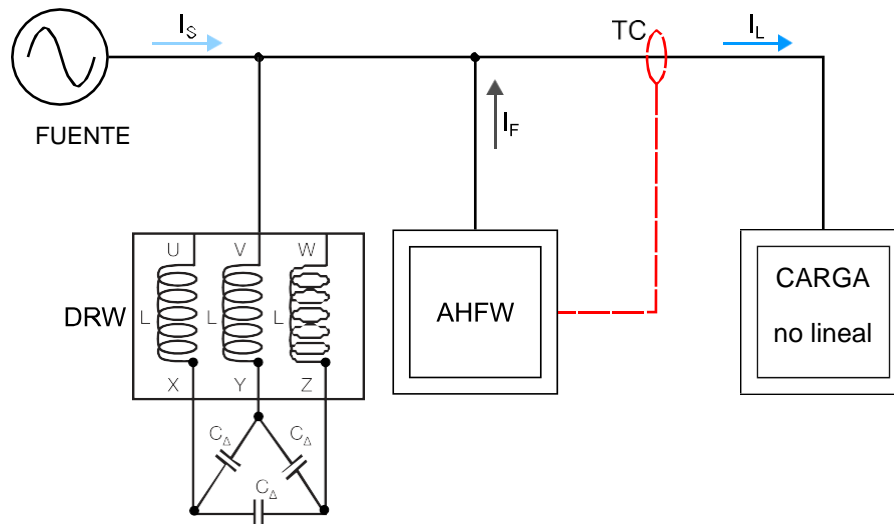 I_S
TC
I_L
FUENTE
I_F
U V W
DRW
L L L
X Y Z
AHFW
CARGA
no lineal
C_Δ C_Δ
C_Δ